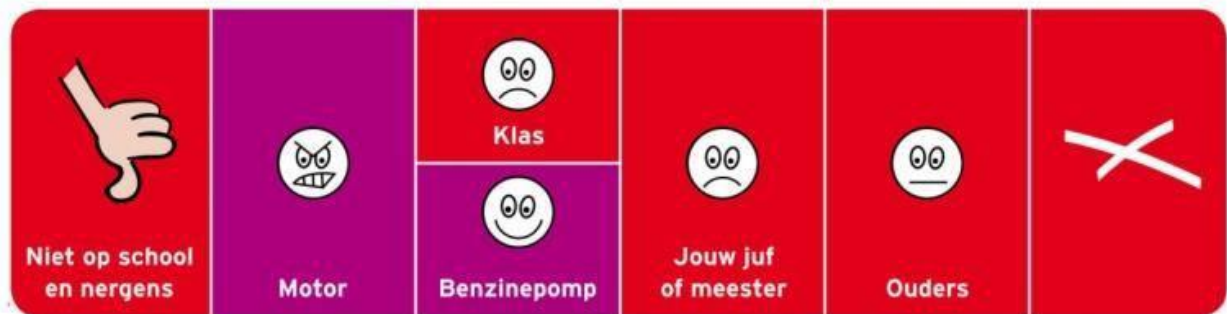 Niet op school
en nergens
Motor
Klas
Benzinepomp
Jouw juf
of meester
Ouders